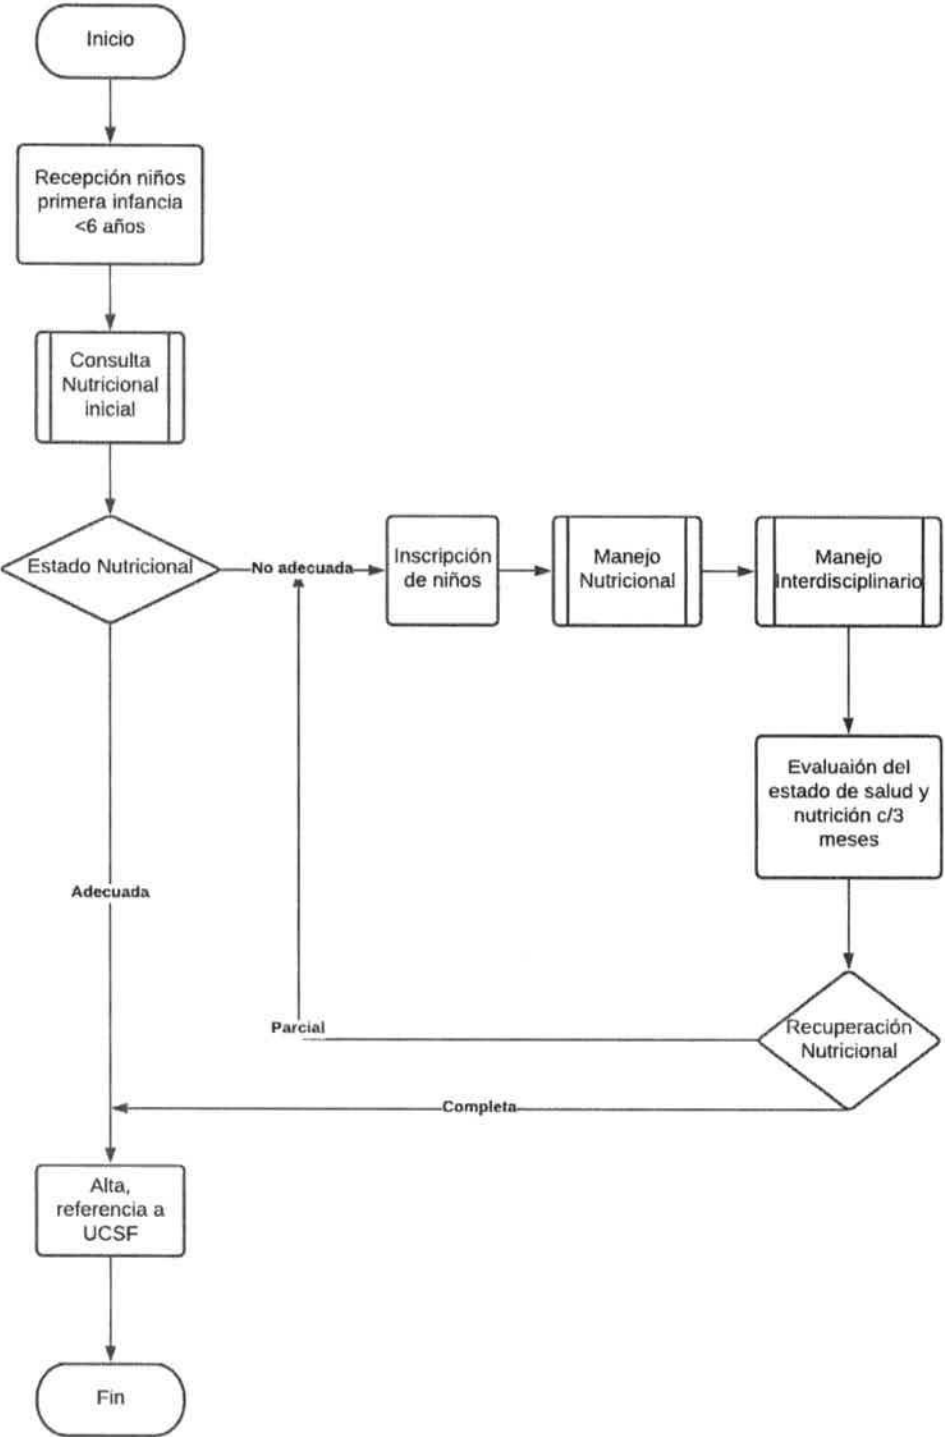 Inicio
Recepción niños
primera infancia
<6 años
Consulta
Nutricional
inicial
Estado Nutricional
No adecuada
Inscripción
de niños
Manejo
Nutricional
Manejo
Interdisciplinario
Evaluaión del
estado de salud y
nutrición c/3
meses
Adecuada
Recuperación
Nutricional
Parcial
Completa
Alta,
referencia a
UCSF
Fin